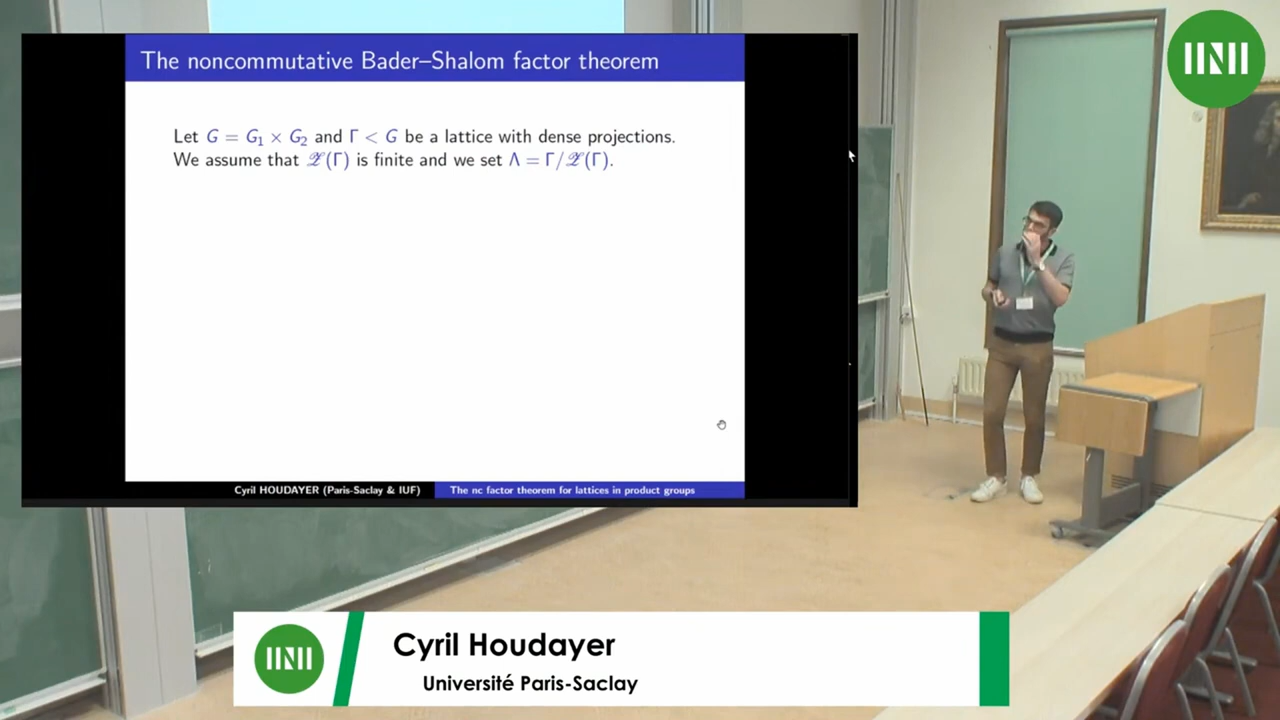 The noncommutative Bader–Shalom factor theorem
Let G = G₁ × G₂ and Γ < G be a lattice with dense projections.
We assume that 𝒵(Γ) is finite and we set Λ = Γ/𝒵(Γ).
Cyril HOUDAYER (Paris-Saclay & IUF)
The nc factor theorem for lattices in product groups
Cyril Houdayer
Université Paris-Saclay